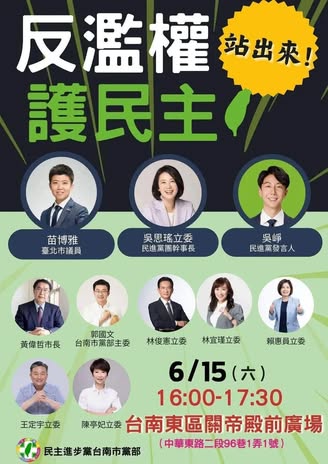 反濫權
站出來!
護民主
苗博雅
臺北市議員
吳思瑤立委
民進黨團幹事長
吳崢
民進黨發言人
黃偉哲市長
郭國文
台南市黨部主委
林俊憲立委
林宜瑾立委
賴惠員立委
王定宇立委
陳亭妃立委
6/15(六)
16:00-17:30
台南東區關帝殿前廣場
(中華東路二段96巷1弄1號)
民主進步黨台南市黨部